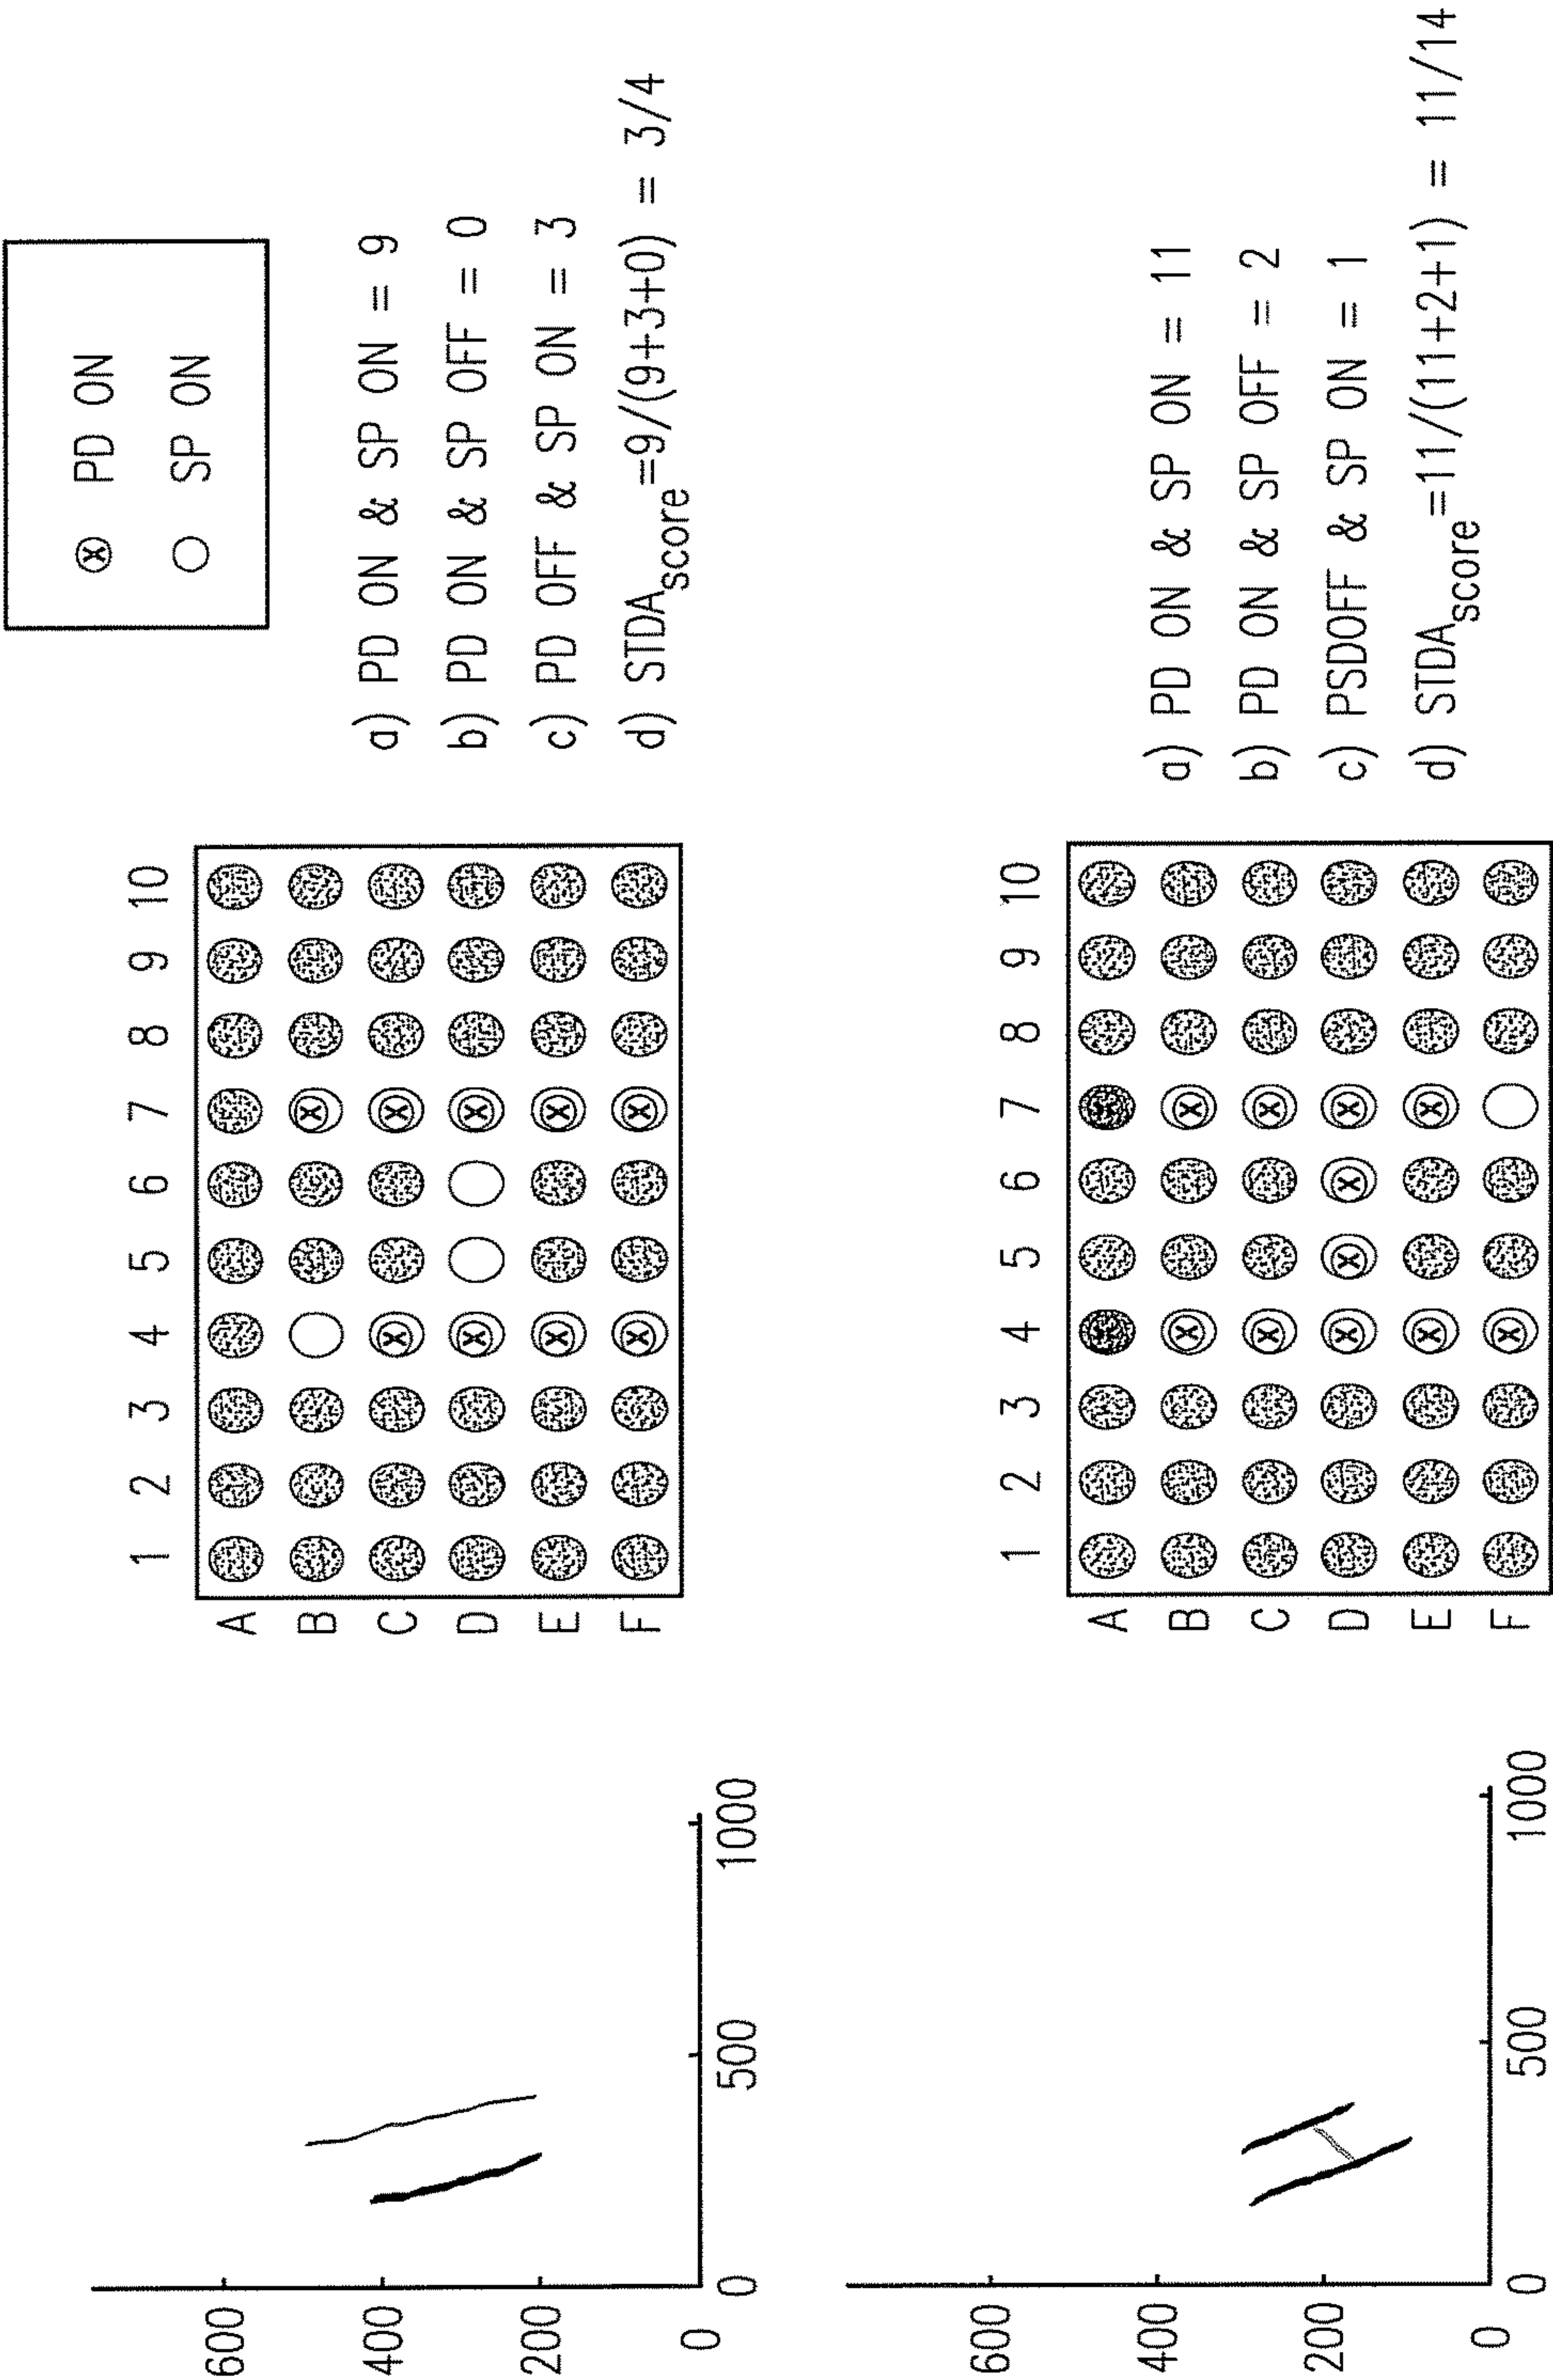 PD ON
SP ON
600
400
200
0
0
500
1000
1 2 3 4 5 6 7 8 9 10
A
B
C
D
E
F
a) PD ON & SP ON = 9
b) PD ON & SP OFF = 0
c) PD OFF & SP ON = 3
d) STDAscore=9/(9+3+0) = 3/4
600
400
200
0
0
500
1000
1 2 3 4 5 6 7 8 9 10
A
B
C
D
E
F
a) PD ON & SP ON = 11
b) PD ON & SP OFF = 2
c) PSDOFF & SP ON = 1
d) STDAscore=11/(11+2+1) = 11/14